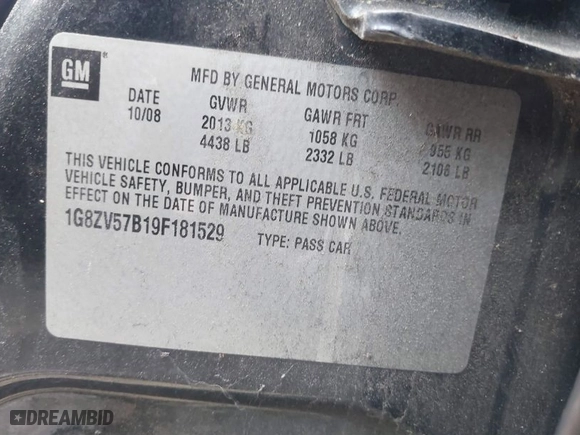 GM
MFD BY GENERAL MOTORS CORP.
DATE GVWR GAWR FRT GAWR RR
10/08 2013 KG 1058 KG 955 KG
4438 LB 2332 LB 2106 LB
THIS VEHICLE CONFORMS TO ALL APPLICABLE U.S. FEDERAL MOTOR
VEHICLE SAFETY, BUMPER, AND THEFT PREVENTION STANDARDS IN
EFFECT ON THE DATE OF MANUFACTURE SHOWN ABOVE.
1G8ZV57B19F181529 TYPE: PASS CAR
DREAMBID